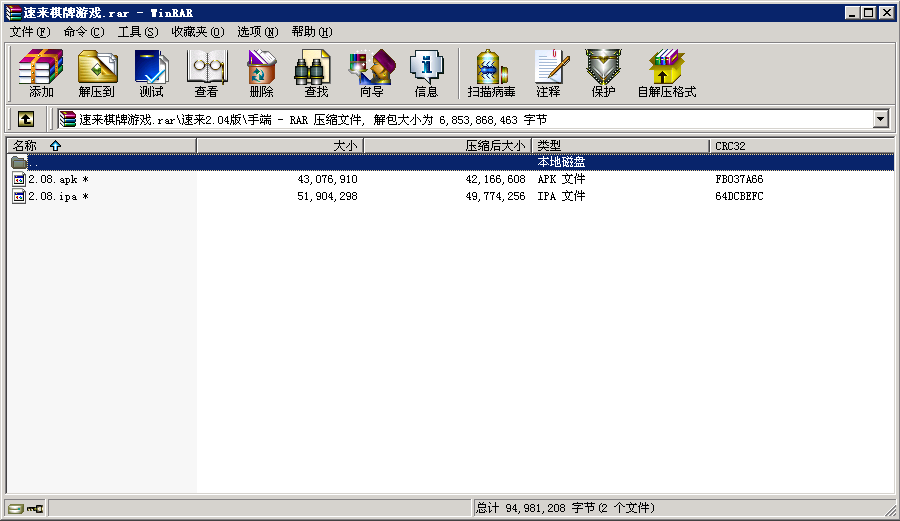 速来棋牌游戏.rar - WinRAR
文件(F) 命令(C) 工具(S) 收藏夹(O) 选项(N) 帮助(H)
添加 解压到 测试 查看 删除 查找 向导 信息 扫描病毒 注释 保护 自解压格式
速来棋牌游戏.rar\速来2.04版\手端 - RAR 压缩文件, 解包大小为 6,853,868,463 字节
名称 大小 压缩后大小 类型 CRC32
.. 本地磁盘
2.08.apk * 43,076,910 42,166,608 APK 文件 FB037A66
2.08.ipa * 51,904,298 49,774,256 IPA 文件 64DCBEFC
总计 94,981,208 字节(2 个文件)